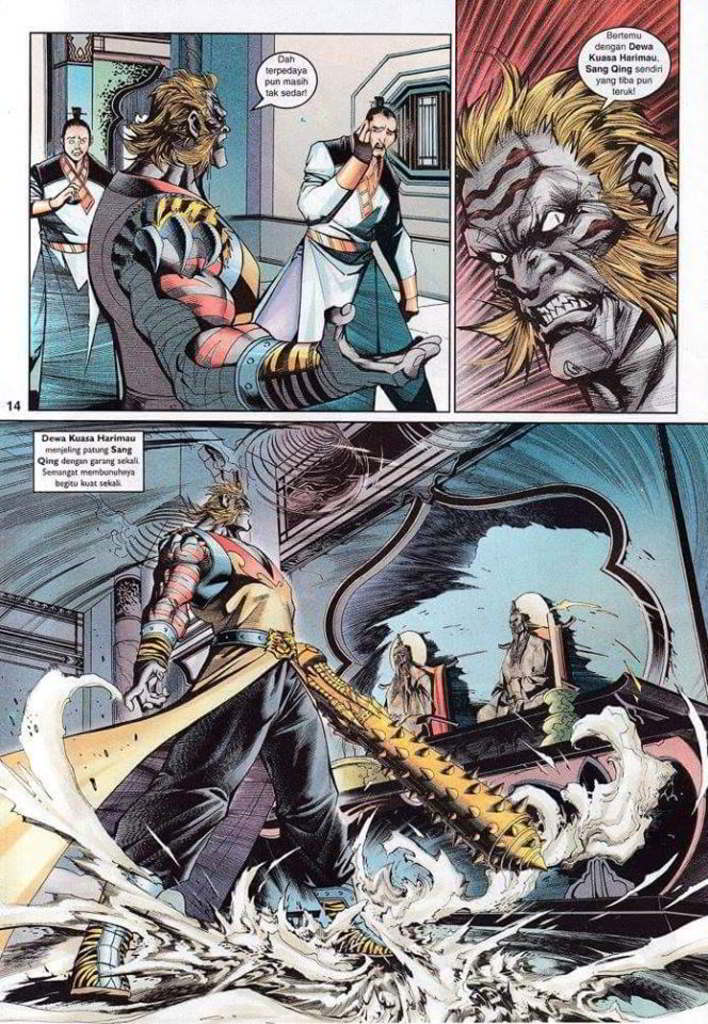 Dah
terpedaya
pun masih
tak sedar!
Bertemu
dengan Dewa
Kuasa Harimau,
Sang Qing sendiri
yang tiba pun
teruk!
14
Dewa Kuasa Harimau
menjeling patung Sang
Qing dengan garang sekali.
Semangat membunuhnya
begitu kuat sekali.